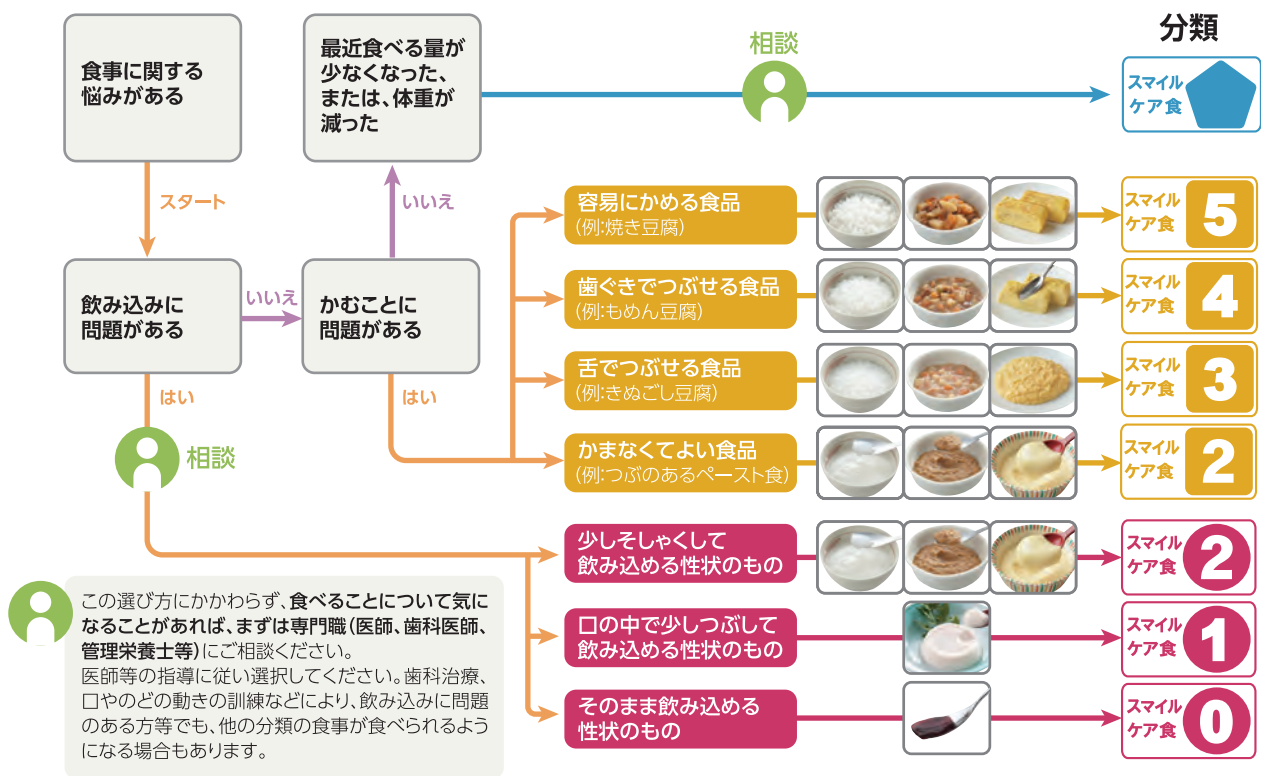 食事に関する
悩みがある
最近食べる量が
少なくなった、
または、体重が
減った
相談
分類
スマイル
ケア食
スタート
いいえ
飲み込みに
問題がある
いいえ
かむことに
問題がある
はい
相談
はい
容易にかめる食品
(例:焼き豆腐)
スマイル
ケア食
5
歯ぐきでつぶせる食品
(例:もめん豆腐)
スマイル
ケア食
4
舌でつぶせる食品
(例:きぬごし豆腐)
スマイル
ケア食
3
かまなくてよい食品
(例:つぶのあるペースト食)
スマイル
ケア食
2
少しそしゃくして
飲み込める性状のもの
スマイル
ケア食
2
口の中で少しつぶして
飲み込める性状のもの
スマイル
ケア食
1
そのまま飲み込める
性状のもの
スマイル
ケア食
0
この選び方にかかわらず、食べることについて気に
なることがあれば、まずは専門職(医師、歯科医師、
管理栄養士等)にご相談ください。
医師等の指導に従い選択してください。歯科治療、
口やのどの動きの訓練などにより、飲み込みに問題
のある方等でも、他の分類の食事が食べられるよう
になる場合もあります。